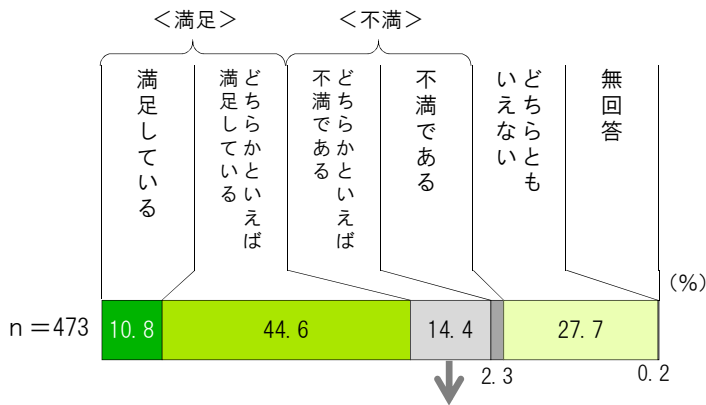 ＜満足＞
＜不満＞
満足している
どちらかといえば
満足している
どちらかといえば
不満である
不満である
どちらとも
いえない
無回答
(%)
n＝473
10.8
44.6
14.4
2.3
27.7
0.2